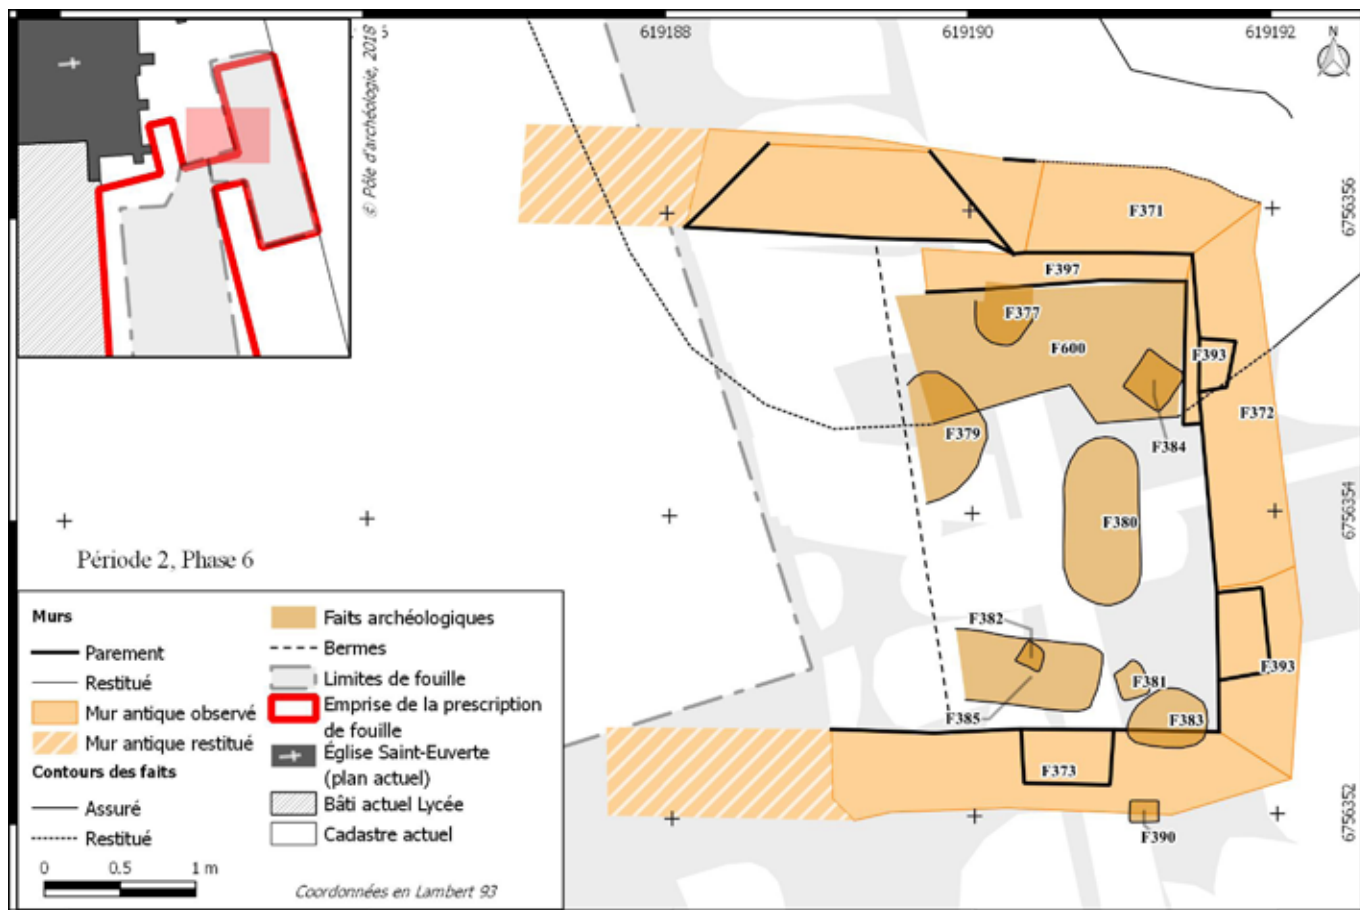 6
© Pôle d'archéologie, 2018
619188
619190
619192
N
6756356
F371
F397
F377
F600
F393
F372
F379
F384
6756354
F380
Période 2, Phase 6
F382
F393
F381
F385
F383
F373
F390
6756352
Murs
Parement
Restitué
Mur antique observé
Mur antique restitué
Contours des faits
Assuré
Restitué
0 0.5 1 m
Faits archéologiques
Bermes
Limites de fouille
Emprise de la prescription
de fouille
Église Saint-Euverte
(plan actuel)
Bâti actuel Lycée
Cadastre actuel
Coordonnées en Lambert 93